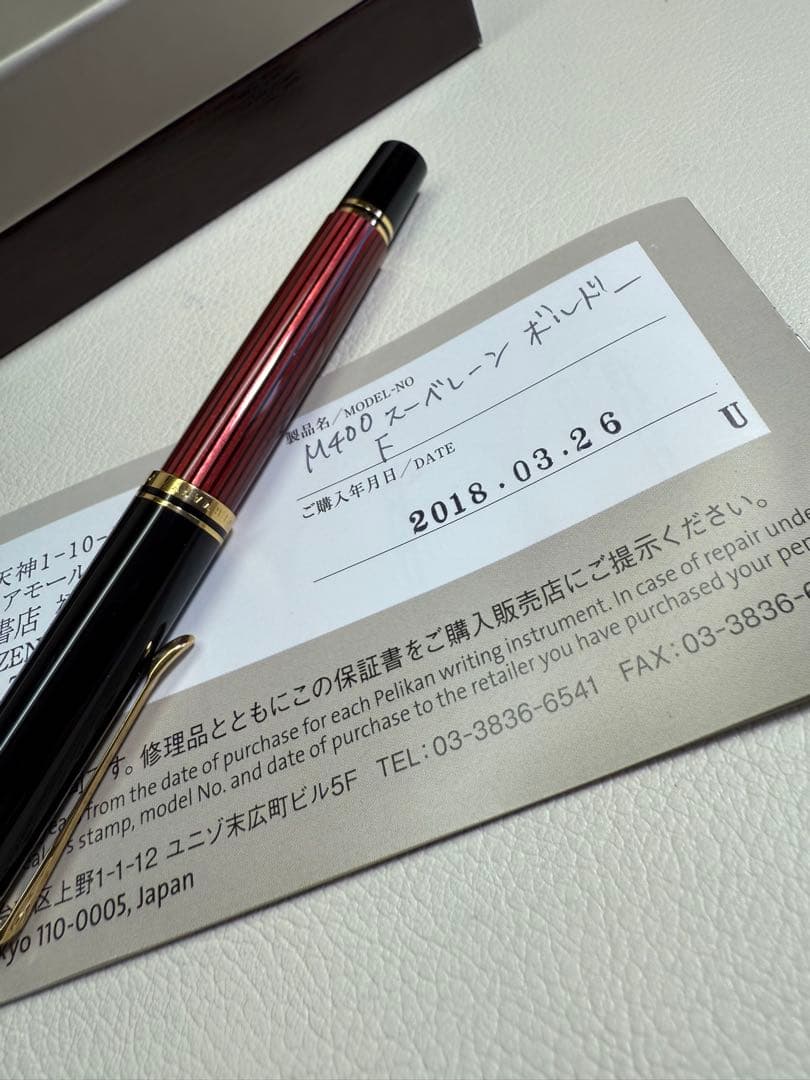 製品名／MODEL-NO
M400 スーベレーン ボルドー
F
ご購入年月日／DATE
2018.03.26
U
天神1-10-
アモール
書店
ZEN
す。修理品とともにこの保証書をご購入販売店にご提示ください。
from the date of purchase for each Pelikan writing instrument. In case of repair unde
stamp, model No. and date of purchase to the retailer you have purchased your pen
区上野1-1-12 ユニゾ末広町ビル5F TEL：03-3836-6541 FAX：03-3836-6
kyo 110-0005, Japan